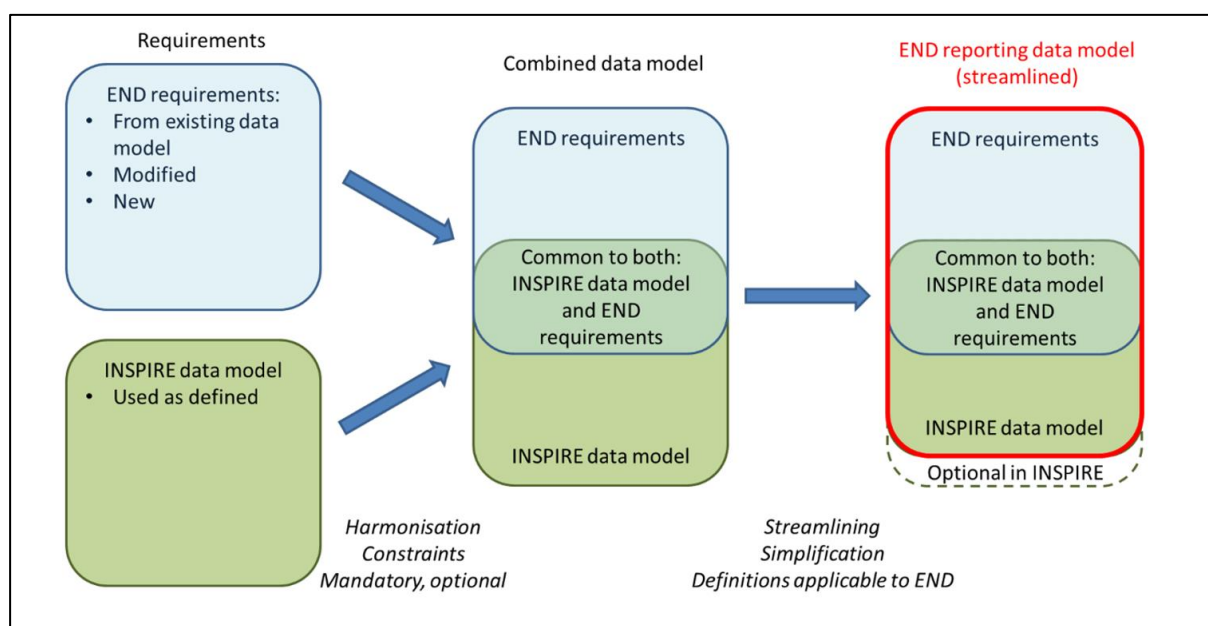 Requirements
END requirements:
• From existing data
model
• Modified
• New
INSPIRE data model
• Used as defined
Harmonisation
Constraints
Mandatory, optional
Combined data model
END requirements
Common to both:
INSPIRE data model
and END
requirements
INSPIRE data model
Streamlining
Simplification
Definitions applicable to END
END reporting data model
(streamlined)
END requirements
Common to both:
INSPIRE data model
and END
requirements
INSPIRE data model
Optional in INSPIRE